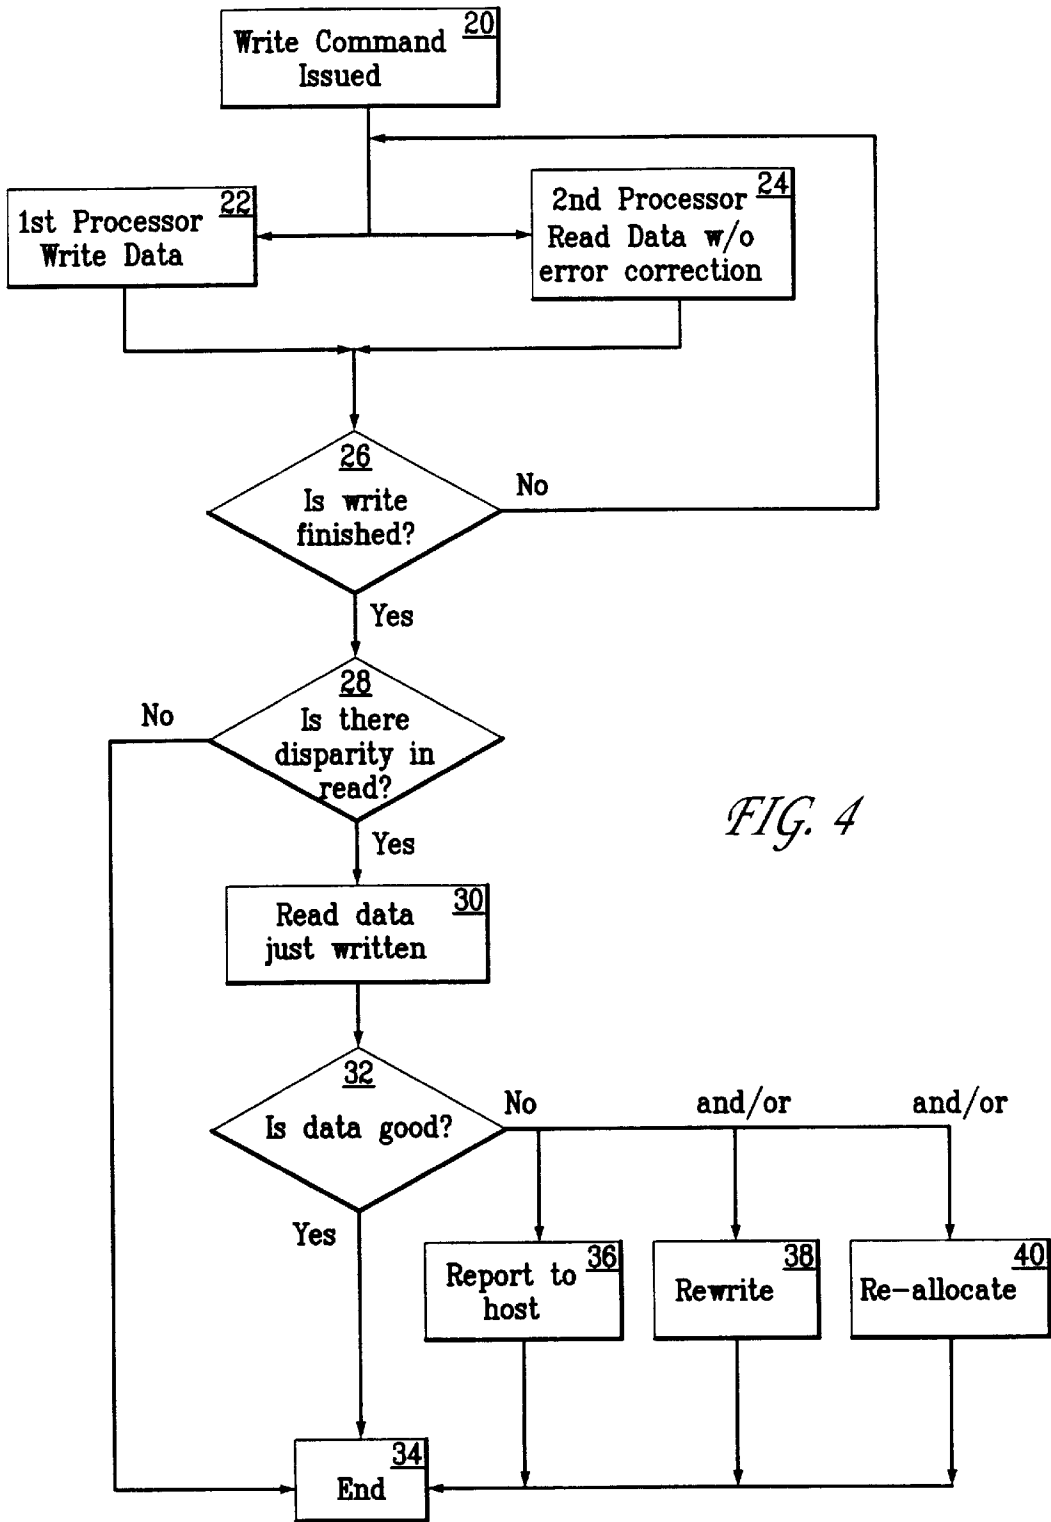 20
Write Command
Issued
22
1st Processor
Write Data
24
2nd Processor
Read Data w/o
error correction
26
Is write
finished?
No
Yes
28
Is there
disparity in
read?
No
Yes
FIG. 4
30
Read data
just written
32
Is data good?
No
and/or
and/or
Yes
36
Report to
host
38
Rewrite
40
Re-allocate
34
End